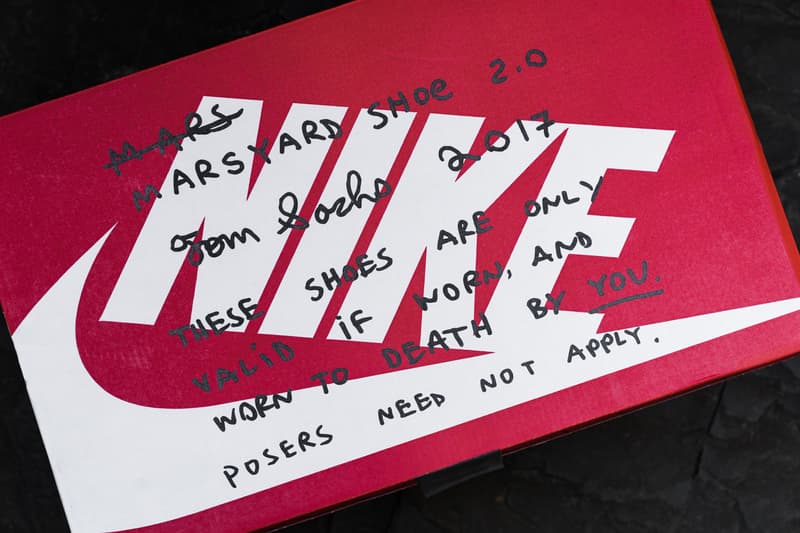 NIKE
MARS
MARSYARD SHOE 2.0
Tom Sachs 2017
THESE SHOES ARE ONLY
VALiD iF WORN, AND
WORN TO DEATH BY YOU.
POSERS NEED NOT APPLY.